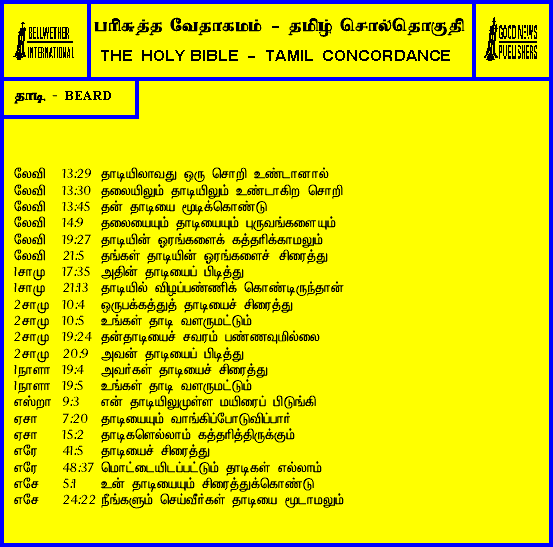 BELLWETHER
INTERNATIONAL
பரிசுத்த வேதாகமம் - தமிழ் சொல்தொகுதி
THE HOLY BIBLE - TAMIL CONCORDANCE
GOOD NEWS
PUBLISHERS
தாடி - BEARD
லேவி 13:29 தாடியிலாவது ஒரு சொறி உண்டானால்
லேவி 13:30 தலையிலும் தாடியிலும் உண்டாகிற சொறி
லேவி 13:45 தன் தாடியை மூடிக்கொண்டு
லேவி 14:9 தலையையும் தாடியையும் புருவங்களையும்
லேவி 19:27 தாடியின் ஓரங்களைக் கத்தரிக்காமலும்
லேவி 21:5 தங்கள் தாடியின் ஓரங்களைச் சிரைத்து
1சாமு 17:35 அதின் தாடியைப் பிடித்து
1சாமு 21:13 தாடியில் விழப்பண்ணிக் கொண்டிருந்தான்
2சாமு 10:4 ஒருபக்கத்துத் தாடியைச் சிரைத்து
2சாமு 10:5 உங்கள் தாடி வளருமட்டும்
2சாமு 19:24 தன்தாடியைச் சவரம் பண்ணவுமில்லை
2சாமு 20:9 அவன் தாடியைப் பிடித்து
1நாளா 19:4 அவர்கள் தாடியைச் சிரைத்து
1நாளா 19:5 உங்கள் தாடி வளருமட்டும்
எஸ்றா 9:3 என் தாடியிலுமுள்ள மயிரைப் பிடுங்கி
ஏசா 7:20 தாடியையும் வாங்கிப்போடுவிப்பார்
ஏசா 15:2 தாடிகளெல்லாம் கத்தரித்திருக்கும்
எரே 41:5 தாடியைச் சிரைத்து
எரே 48:37 மொட்டையிடப்பட்டும் தாடிகள் எல்லாம்
எசே 5:1 உன் தாடியையும் சிரைத்துக்கொண்டு
எசே 24:22 நீங்களும் செய்வீர்கள் தாடியை மூடாமலும்